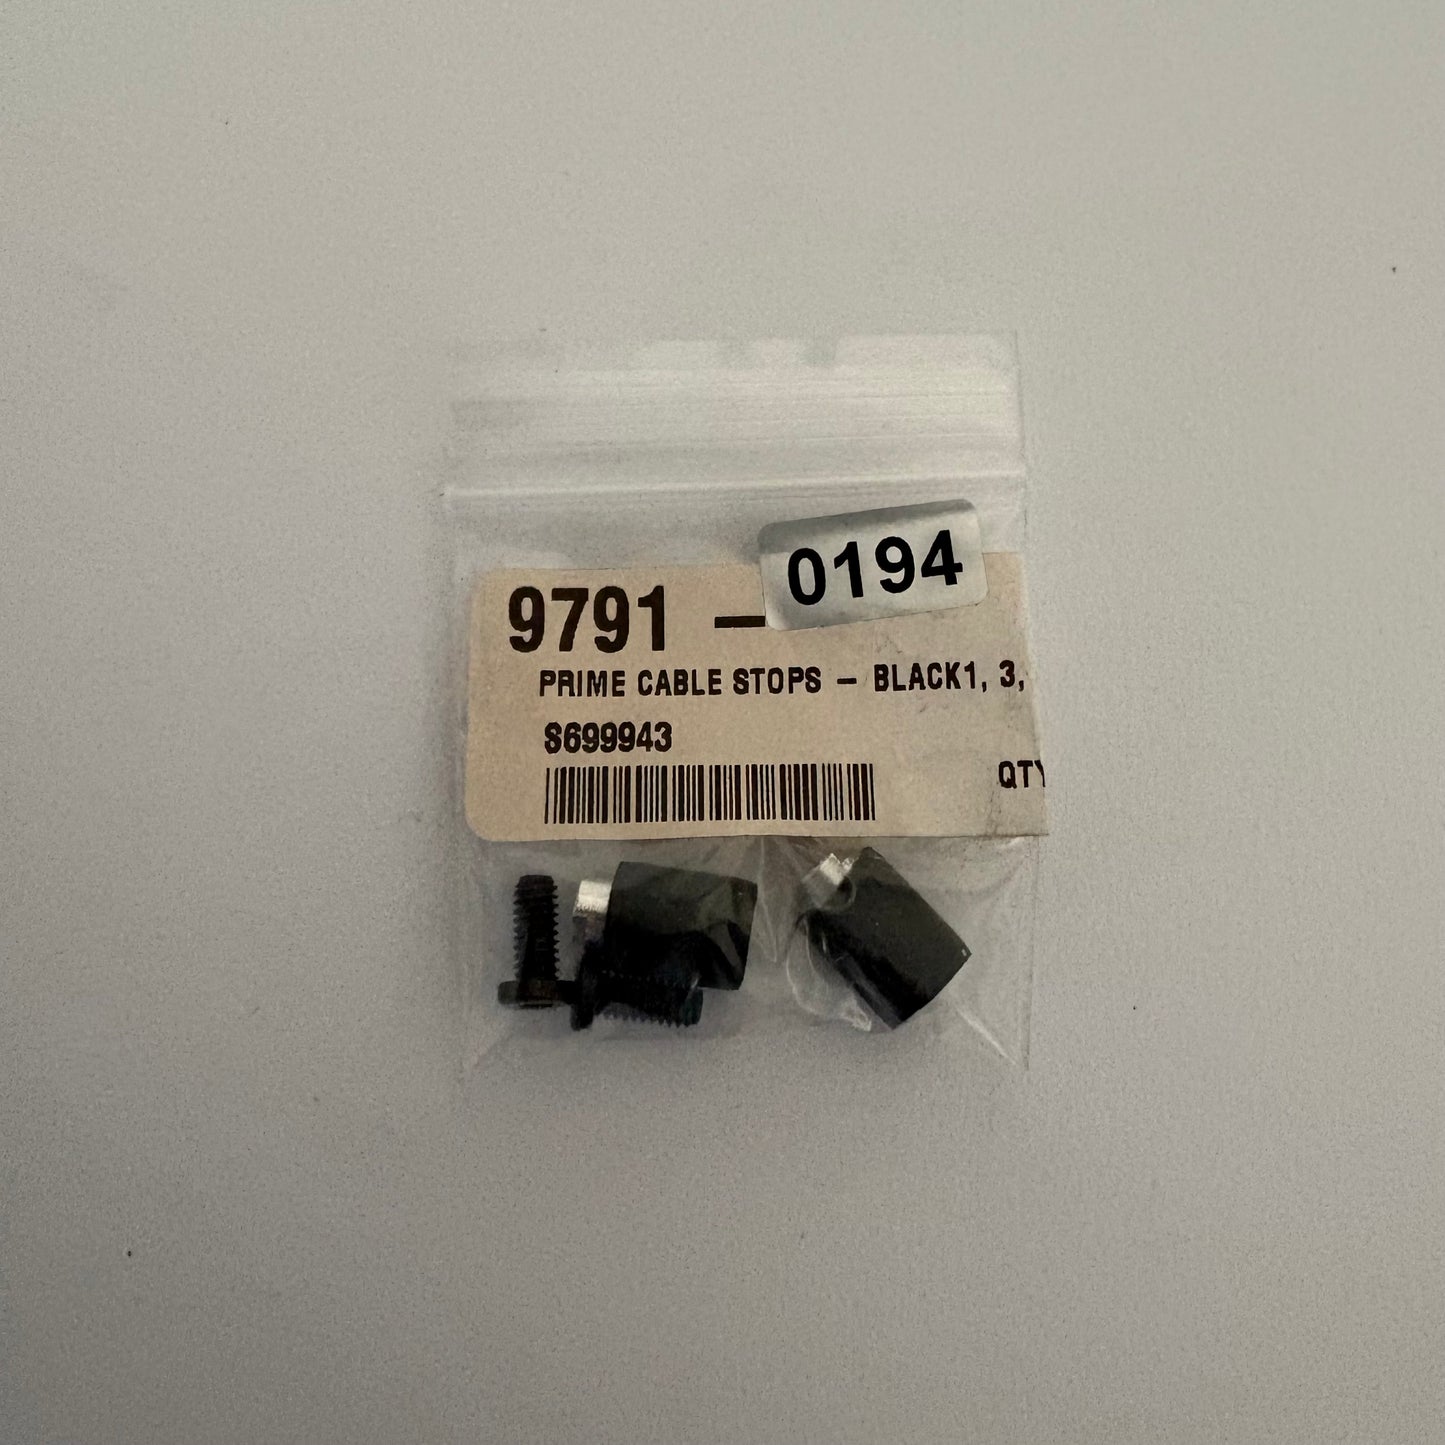 9791 – 0194
PRIME CABLE STOPS – BLACK1, 3,
S699943
QTY